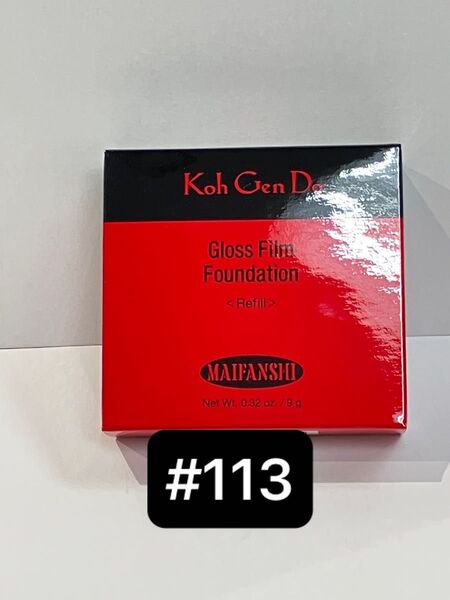 Koh Gen Do
Gloss Film
Foundation
<Refill>
MAIFANSHI
Net Wt. 0.32 oz. / 9 g
#113